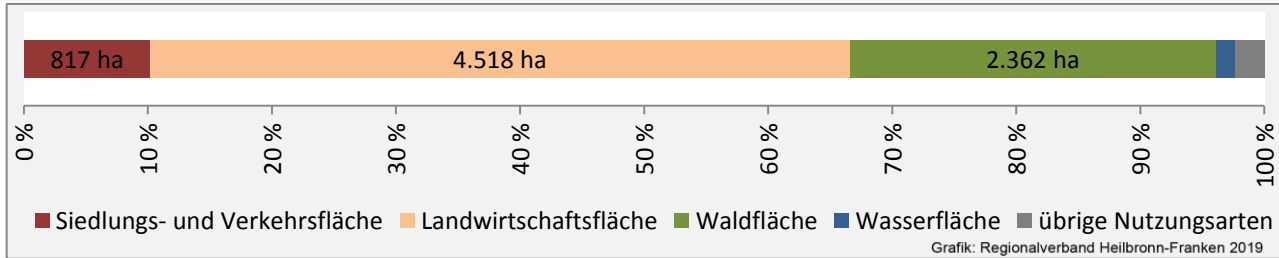 817 ha 4.518 ha 2.362 ha
0 % 10 % 20 % 30 % 40 % 50 % 60 % 70 % 80 % 90 % 100 %
Siedlungs- und Verkehrsfläche Landwirtschaftsfläche Waldfläche Wasserfläche übrige Nutzungsarten
Grafik: Regionalverband Heilbronn-Franken 2019